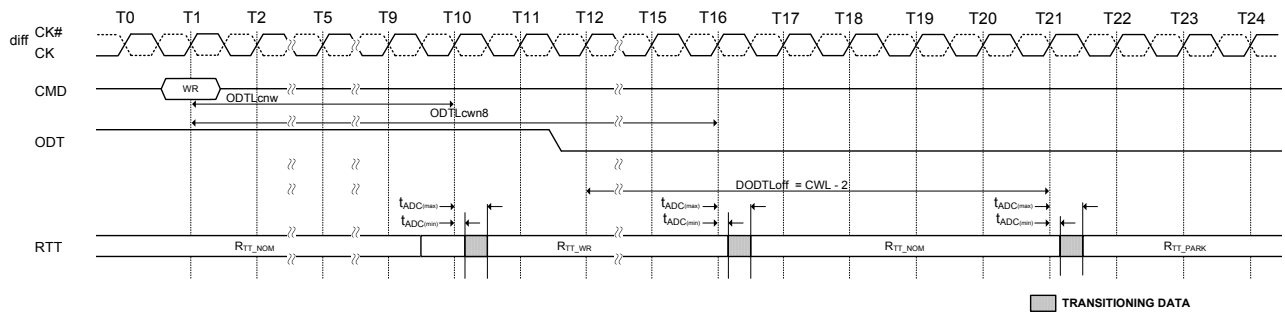 T0 T1 T2 T5 T9 T10 T11 T12 T15 T16 T17 T18 T19 T20 T21 T22 T23 T24
diff CK#
CK
CMD WR
ODTLcnw
ODTLcwn8
ODT
DODTLoff = CWL - 2
tADC(max) tADC(max) tADC(max)
tADC(min) tADC(min) tADC(min)
RTT RTT_NOM RTT_WR RTT_NOM RTT_PARK
TRANSITIONING DATA